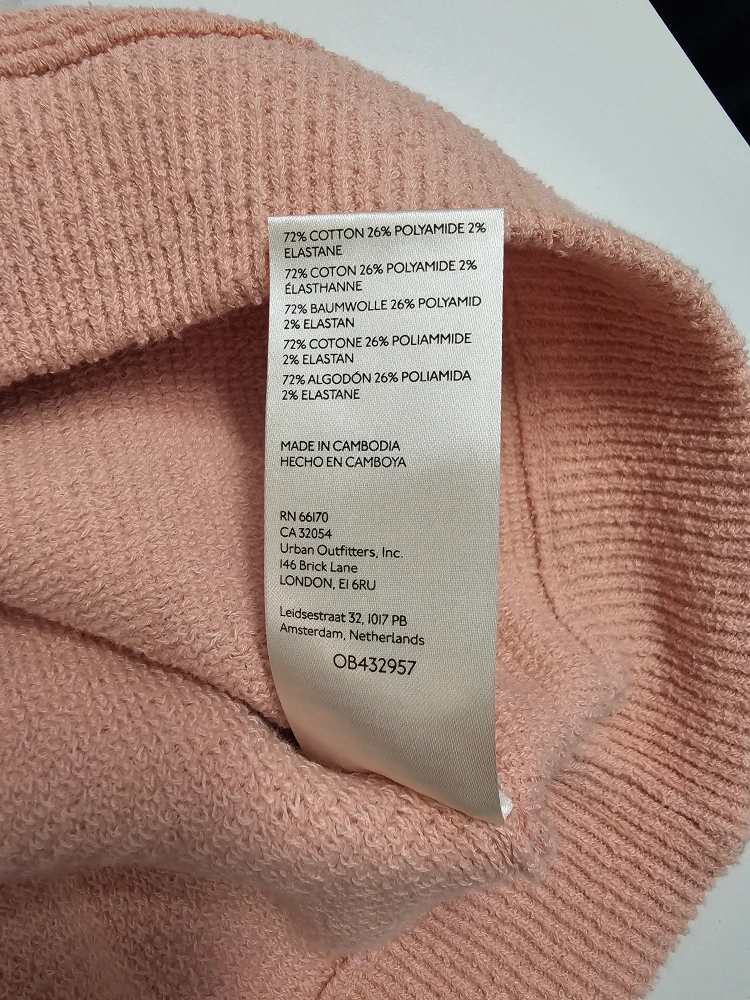 72% COTTON 26% POLYAMIDE 2%
ELASTANE
72% COTON 26% POLYAMIDE 2%
ÉLASTHANNE
72% BAUMWOLLE 26% POLYAMID
2% ELASTAN
72% COTONE 26% POLIAMMIDE
2% ELASTAN
72% ALGODÓN 26% POLIAMIDA
2% ELASTANE
MADE IN CAMBODIA
HECHO EN CAMBOYA
RN 66170
CA 32054
Urban Outfitters, Inc.
146 Brick Lane
LONDON, E1 6RU
Leidsestraat 32, 1017 PB
Amsterdam, Netherlands
OB432957